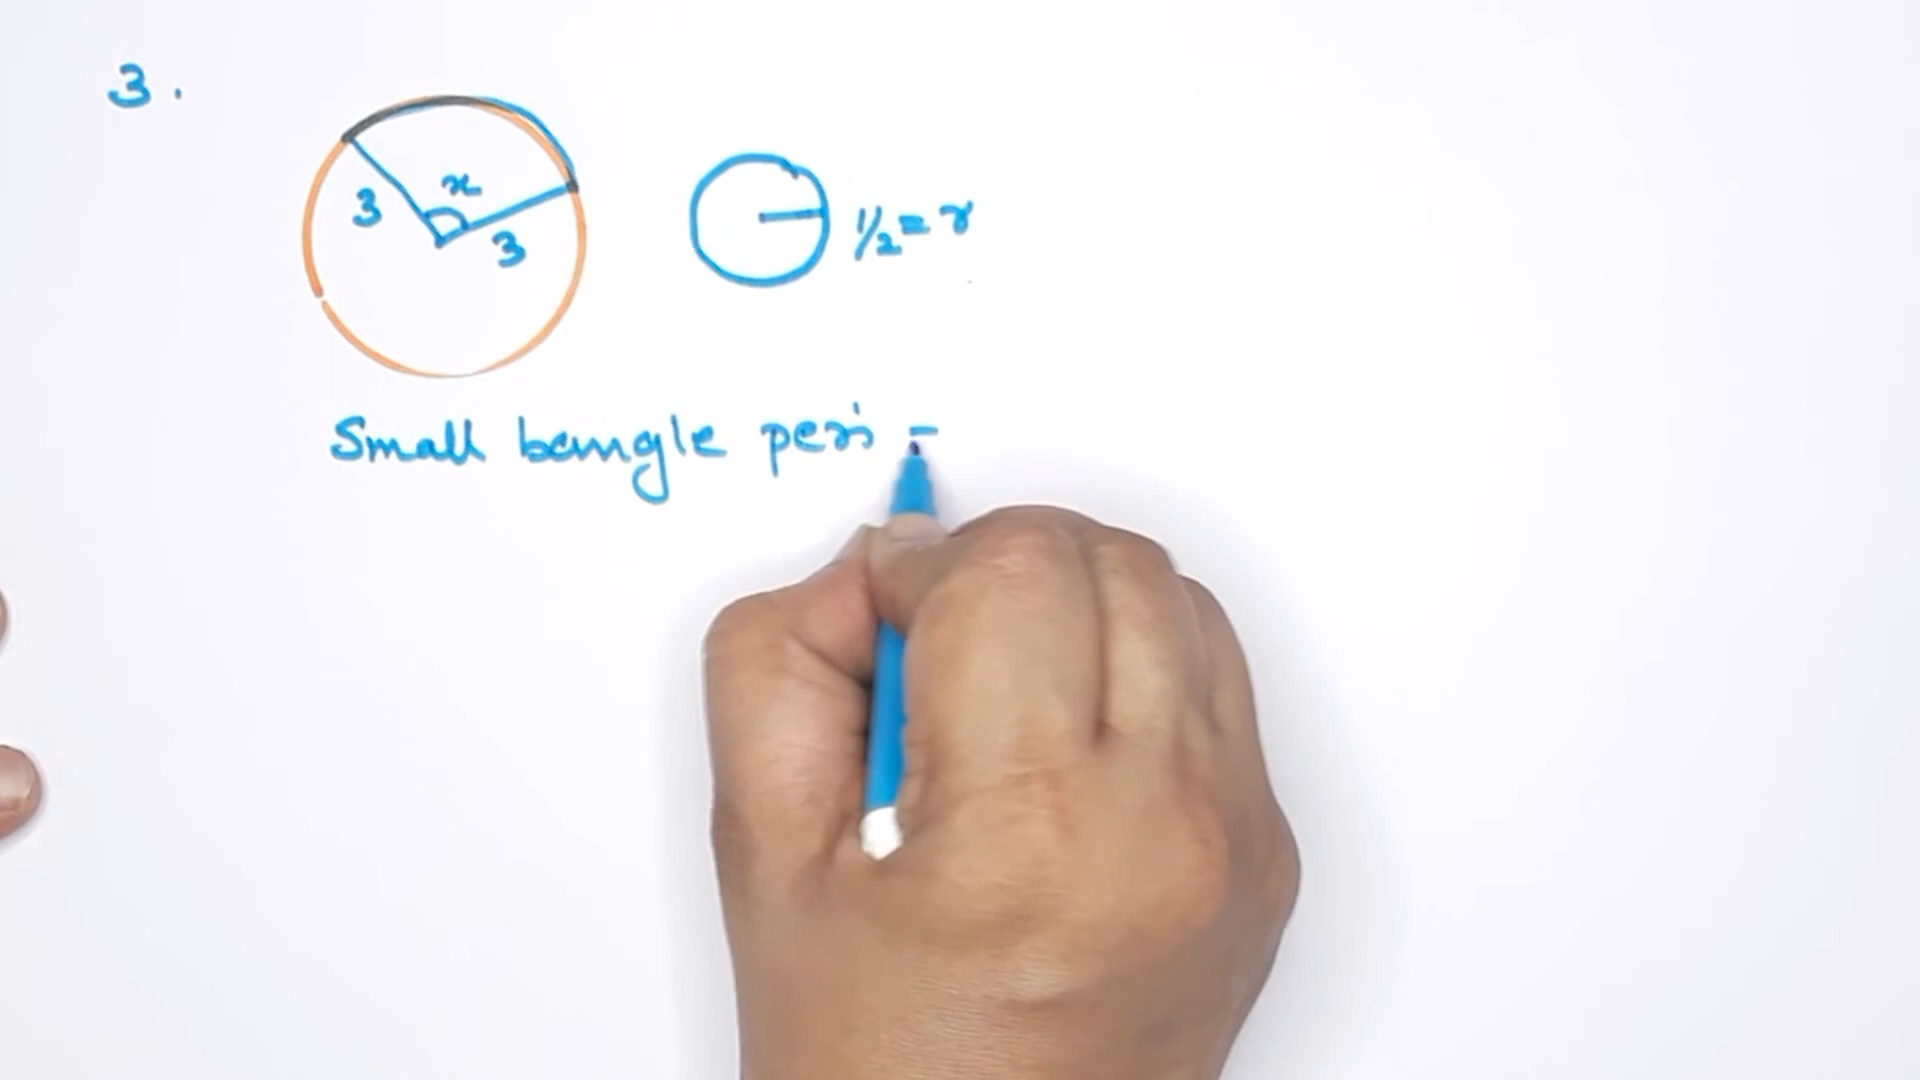 3.
x
3
3
1/2 = r
Small bangle peri =